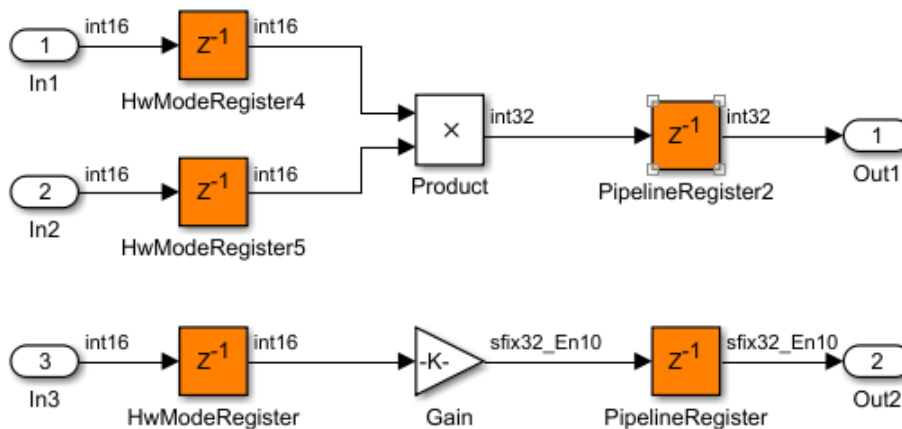 1
int16
Z-1
int16
In1
HwModeRegister4
×
int32
Z-1
int32
1
Product
PipelineRegister2
Out1
2
int16
Z-1
int16
In2
HwModeRegister5
3
int16
Z-1
int16
-K-
sfix32_En10
Z-1
sfix32_En10
2
In3
HwModeRegister
Gain
PipelineRegister
Out2